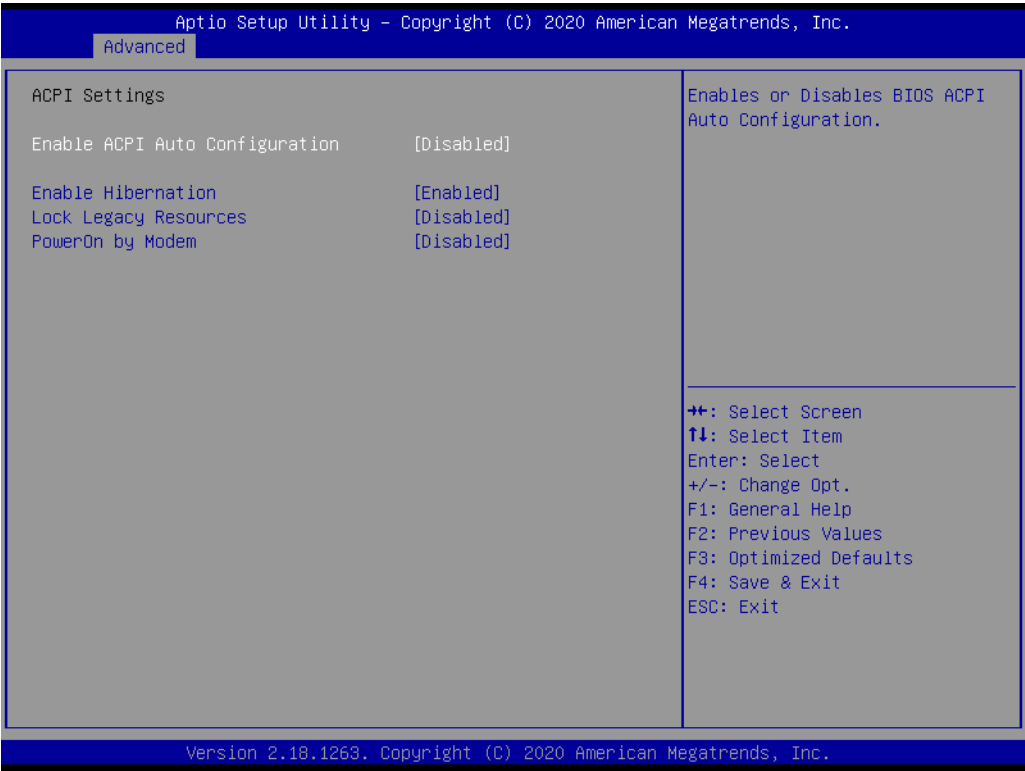 Aptio Setup Utility – Copyright (C) 2020 American Megatrends, Inc.
Advanced
ACPI Settings
Enable ACPI Auto Configuration [Disabled]
Enable Hibernation [Enabled]
Lock Legacy Resources [Disabled]
PowerOn by Modem [Disabled]
Enables or Disables BIOS ACPI
Auto Configuration.
→←: Select Screen
↑↓: Select Item
Enter: Select
+/-: Change Opt.
F1: General Help
F2: Previous Values
F3: Optimized Defaults
F4: Save & Exit
ESC: Exit
Version 2.18.1263. Copyright (C) 2020 American Megatrends, Inc.